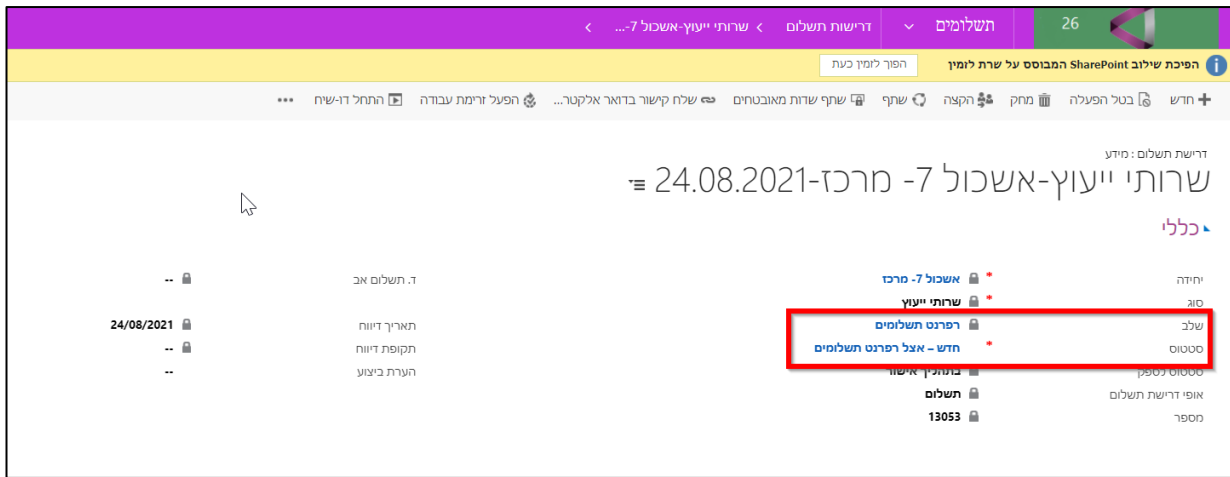 26 תשלומים דרישות תשלום שרותי ייעוץ-אשכול 7-...
הפיכת שילוב SharePoint המבוסס על שרת לזמין הפוך לזמין כעת
חדש בטל הפעלה מחק הקצה שתף שתף שדות מאובטחים שלח קישור בדואר אלקטר... הפעל זרימת עבודה התחל דו-שיח ...
דרישת תשלום : מידע
שרותי ייעוץ-אשכול 7- מרכז-24.08.2021
כללי
יחידה * אשכול 7- מרכז ד. תשלום אב --
סוג * שרותי ייעוץ
שלב רפרנט תשלומים תאריך דיווח 24/08/2021
סטטוס * חדש – אצל רפרנט תשלומים תקופת דיווח --
סטטוס לספק בתהליך אישור הערת ביצוע --
אופי דרישת תשלום תשלום
מספר 13053